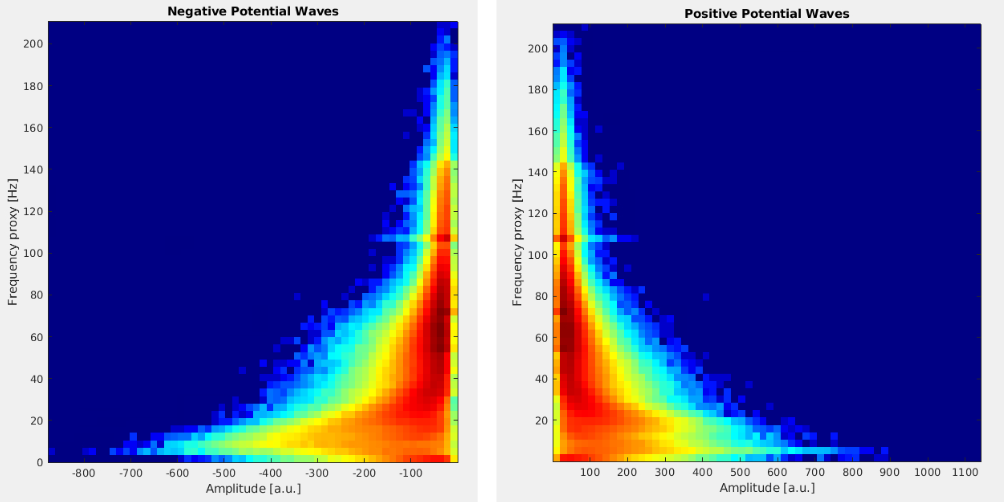 Negative Potential Waves
Frequency proxy [Hz]
200
180
160
140
120
100
80
60
40
20
0
-800 -700 -600 -500 -400 -300 -200 -100
Amplitude [a.u.]
Positive Potential Waves
Frequency proxy [Hz]
200
180
160
140
120
100
80
60
40
20
100 200 300 400 500 600 700 800 900 1000 1100
Amplitude [a.u.]